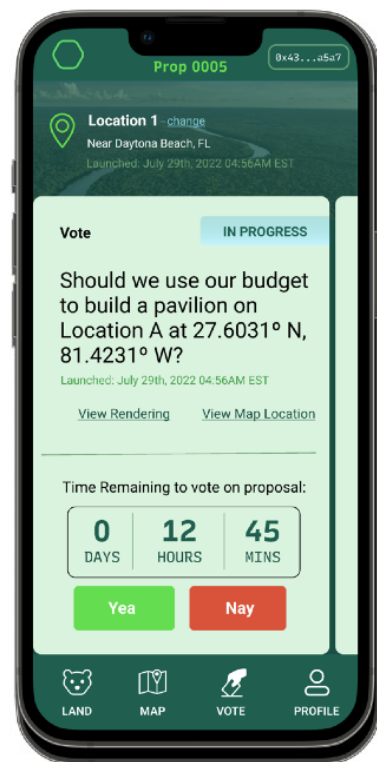 Prop 0005
0x43...a5a7
Location 1 - change
Near Daytona Beach, FL
Launched: July 29th, 2022 04:56AM EST
Vote
IN PROGRESS
Should we use our budget
to build a pavilion on
Location A at 27.6031º N,
81.4231º W?
Launched: July 29th, 2022 04:56AM EST
View Rendering
View Map Location
Time Remaining to vote on proposal:
0
12
45
DAYS
HOURS
MINS
Yea
Nay
LAND
MAP
VOTE
PROFILE